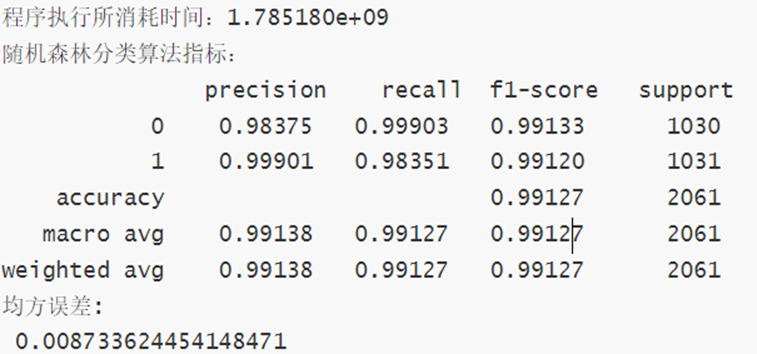 程序执行所消耗时间：1.785180e+09
随机森林分类算法指标：
precision recall f1-score support
0 0.98375 0.99903 0.99133 1030
1 0.99901 0.98351 0.99120 1031
accuracy 0.99127 2061
macro avg 0.99138 0.99127 0.99127 2061
weighted avg 0.99138 0.99127 0.99127 2061
均方误差:
0.008733624454148471